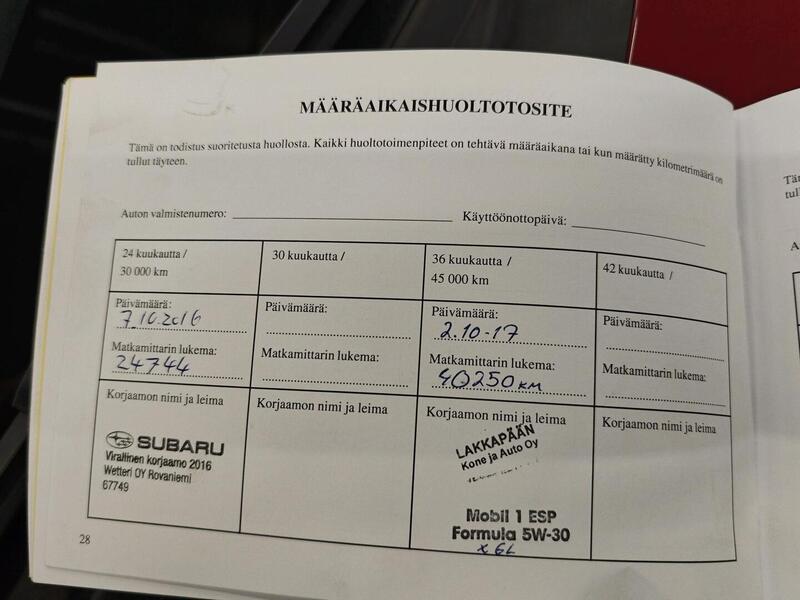 MÄÄRÄAIKAISHUOLTOTOSITE
Tämä on todistus suoritetusta huollosta. Kaikki huoltotoimenpiteet on tehtävä määräaikana tai kun määrätty kilometrimäärä on
tullut täyteen.
Auton valmistenumero: Käyttöönottopäivä:
24 kuukautta /
30 000 km
30 kuukautta /
36 kuukautta /
45 000 km
42 kuukautta /
Päivämäärä:
7.10.2016
Päivämäärä:
Päivämäärä:
2.10-17
Päivämäärä:
Matkamittarin lukema:
24744
Matkamittarin lukema:
Matkamittarin lukema:
40250 KM
Matkamittarin lukema:
Korjaamon nimi ja leima
SUBARU
Virallinen korjaamo 2016
Wetteri OY Rovaniemi
67749
Korjaamon nimi ja leima
Korjaamon nimi ja leima
LAKKAPÄÄN
Kone ja Auto Oy
Mobil 1 ESP
Formula 5W-30
x 6L
Korjaamon nimi ja leima
28